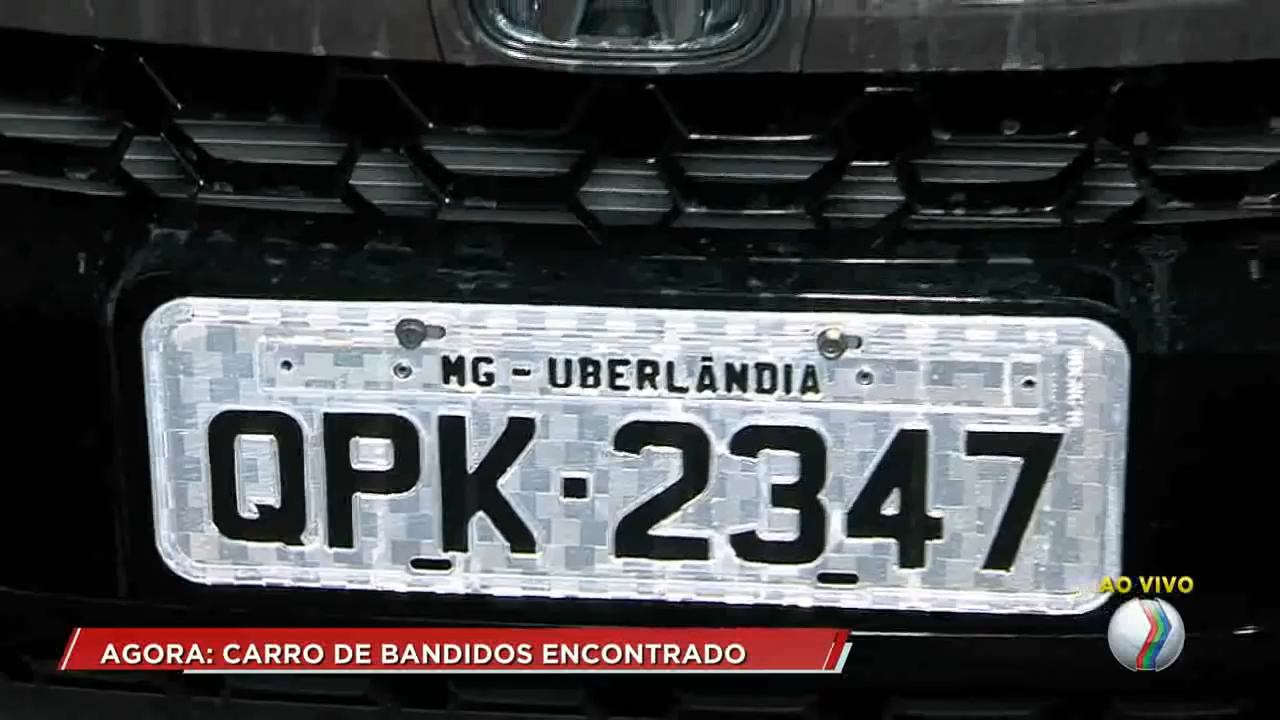 MG - UBERLÂNDIA
QPK·2347
AO VIVO
AGORA: CARRO DE BANDIDOS ENCONTRADO